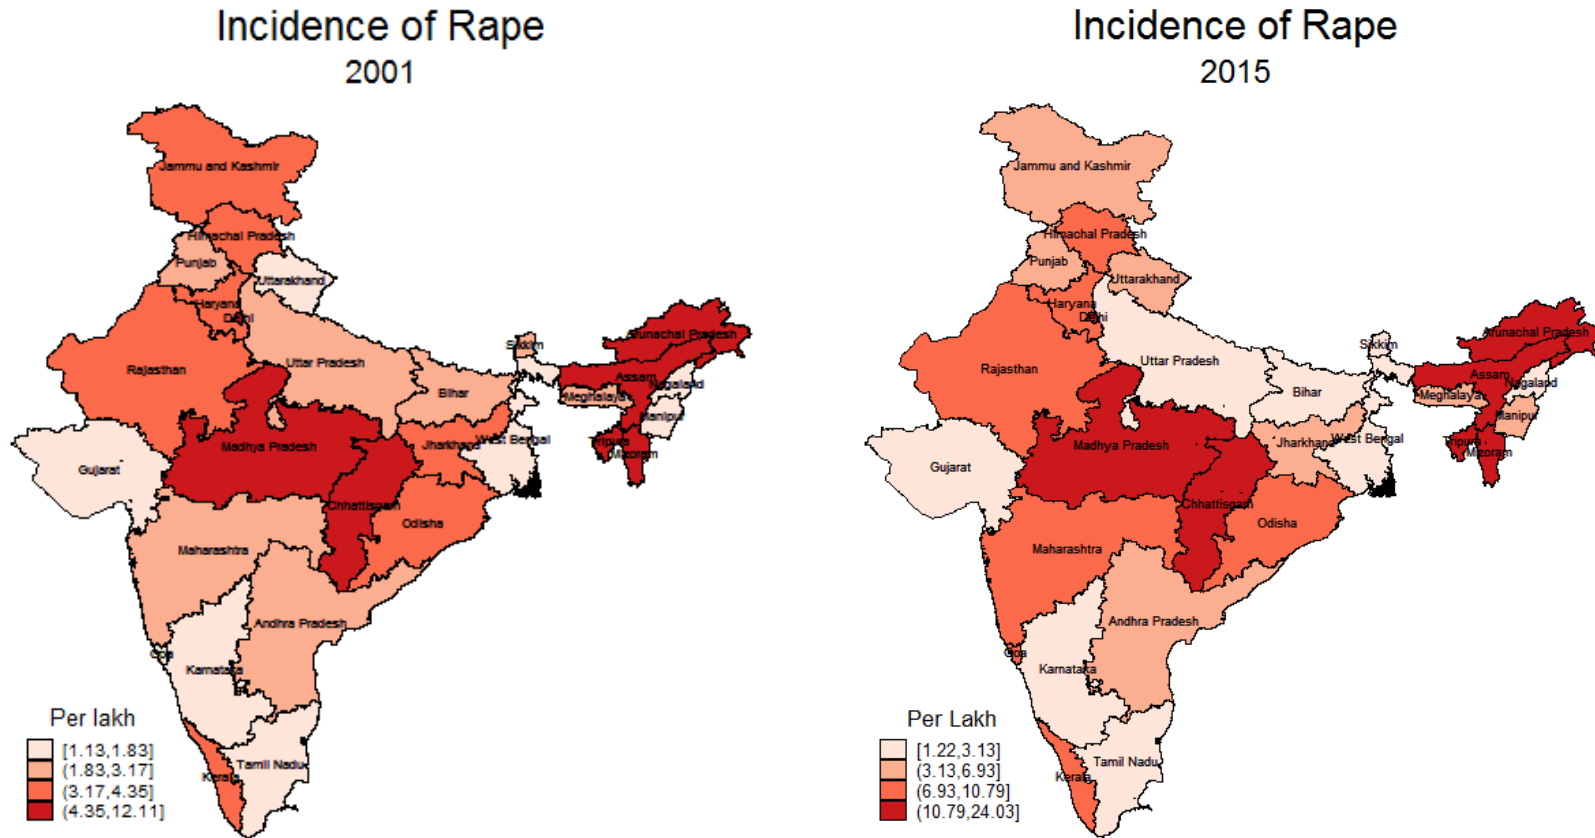 Incidence of Rape
2001
Jammu and Kashmir
Himachal Pradesh
Punjab
Uttarakhand
Haryana
Delhi
Rajasthan
Uttar Pradesh
Bihar
Sikkim
Arunachal Pradesh
Assam
Nagaland
Meghalaya
Manipur
Tripura
Mizoram
Gujarat
Madhya Pradesh
Jharkhand
West Bengal
Chhattisgarh
Odisha
Maharashtra
Andhra Pradesh
Goa
Karnataka
Kerala
Tamil Nadu
Per lakh
[1.13,1.83]
(1.83,3.17]
(3.17,4.35]
(4.35,12.11]
Incidence of Rape
2015
Jammu and Kashmir
Himachal Pradesh
Punjab
Uttarakhand
Haryana
Delhi
Rajasthan
Uttar Pradesh
Bihar
Sikkim
Arunachal Pradesh
Assam
Nagaland
Meghalaya
Manipur
Tripura
Mizoram
Gujarat
Madhya Pradesh
Jharkhand
West Bengal
Chhattisgarh
Odisha
Maharashtra
Andhra Pradesh
Goa
Karnataka
Kerala
Tamil Nadu
Per Lakh
[1.22,3.13]
(3.13,6.93]
(6.93,10.79]
(10.79,24.03]